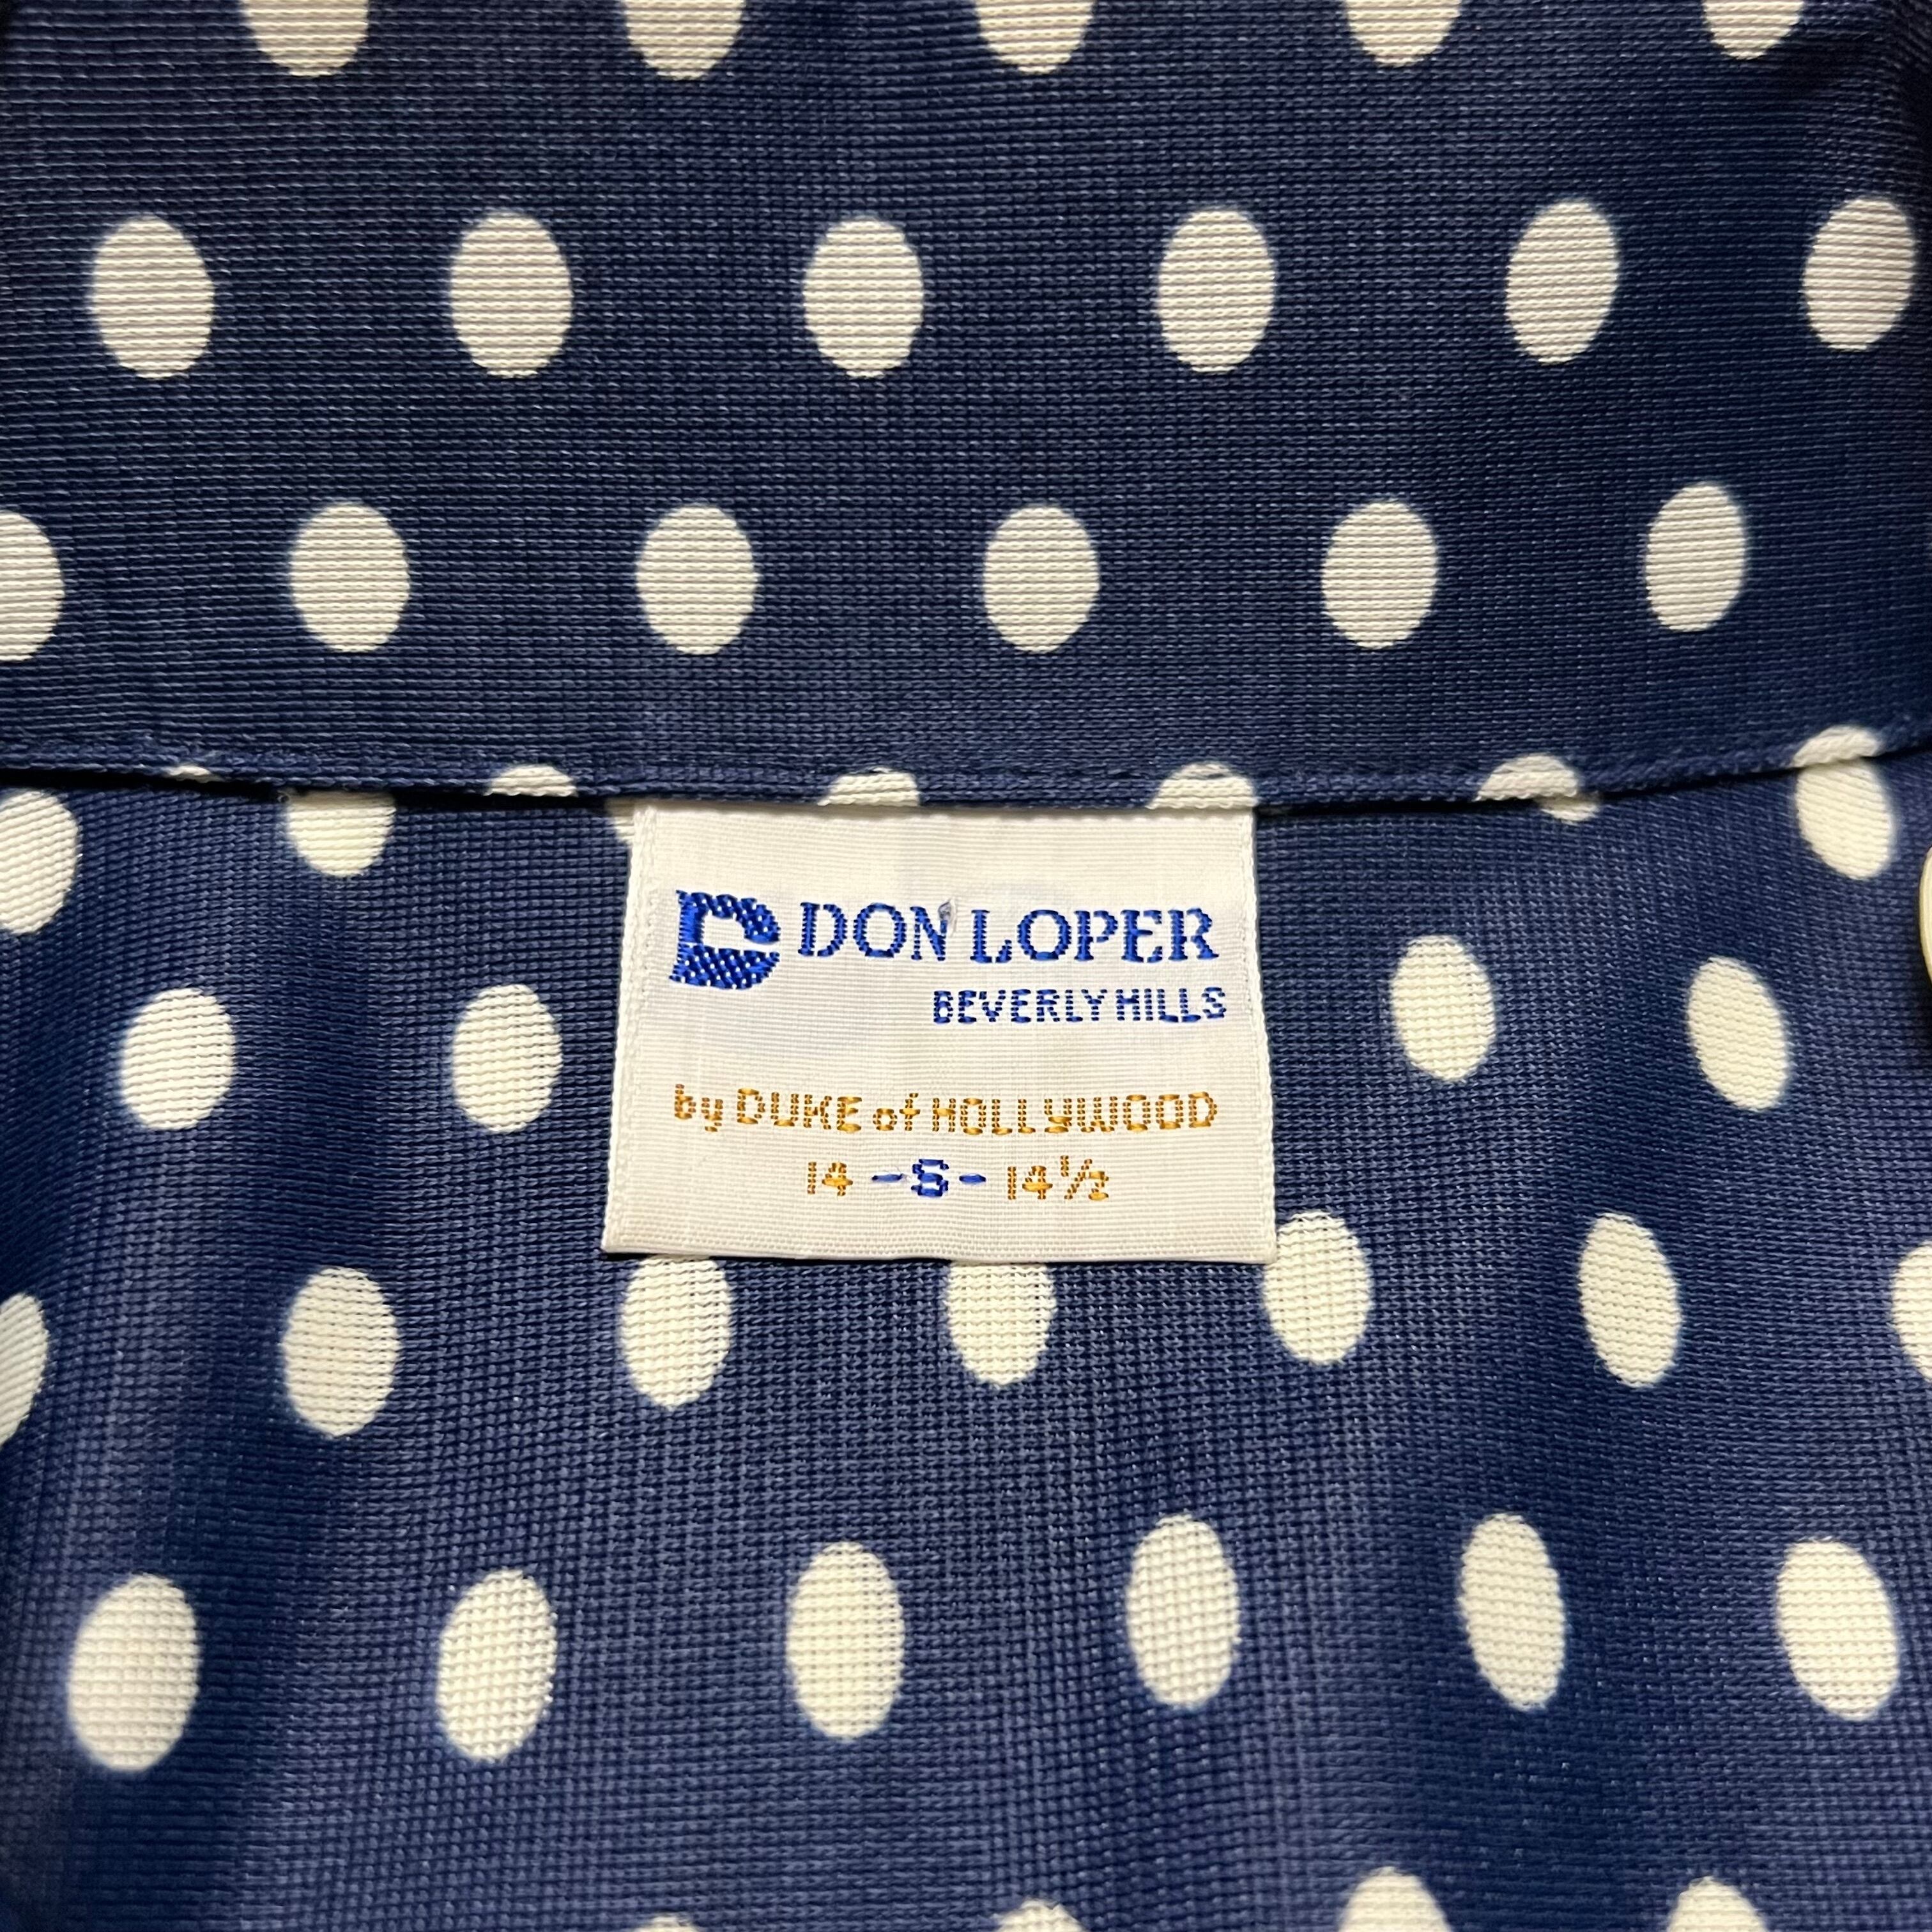 D DON LOPER
BEVERLY HILLS
by DUKE of HOLLYWOOD
14 -S- 14½